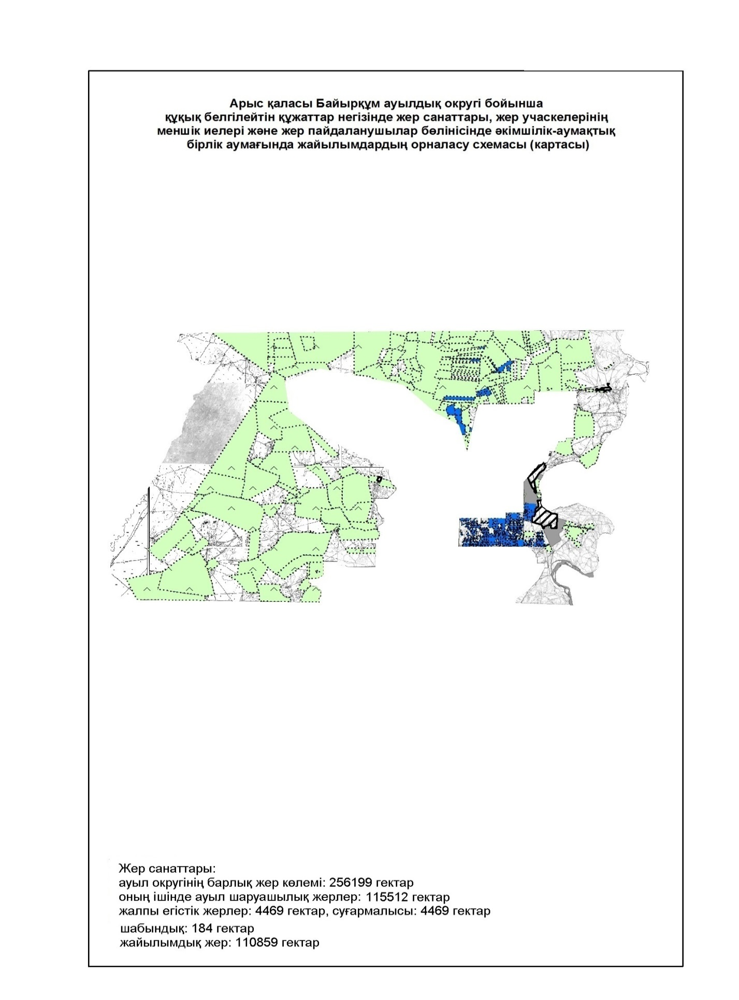 Арыс қаласы Байырқұм ауылдық округі бойынша
құқық белгілейтін құжаттар негізінде жер санаттары, жер учаскелерінің
меншік иелері және жер пайдаланушылар бөлінісінде әкімшілік-аумақтық
бірлік аумағында жайылымдардың орналасу схемасы (картасы)
Жер санаттары:
ауыл округінің барлық жер көлемі: 256199 гектар
оның ішінде ауыл шаруашылық жерлер: 115512 гектар
жалпы егістік жерлер: 4469 гектар, суғармалысы: 4469 гектар
шабындық: 184 гектар
жайылымдық жер: 110859 гектар